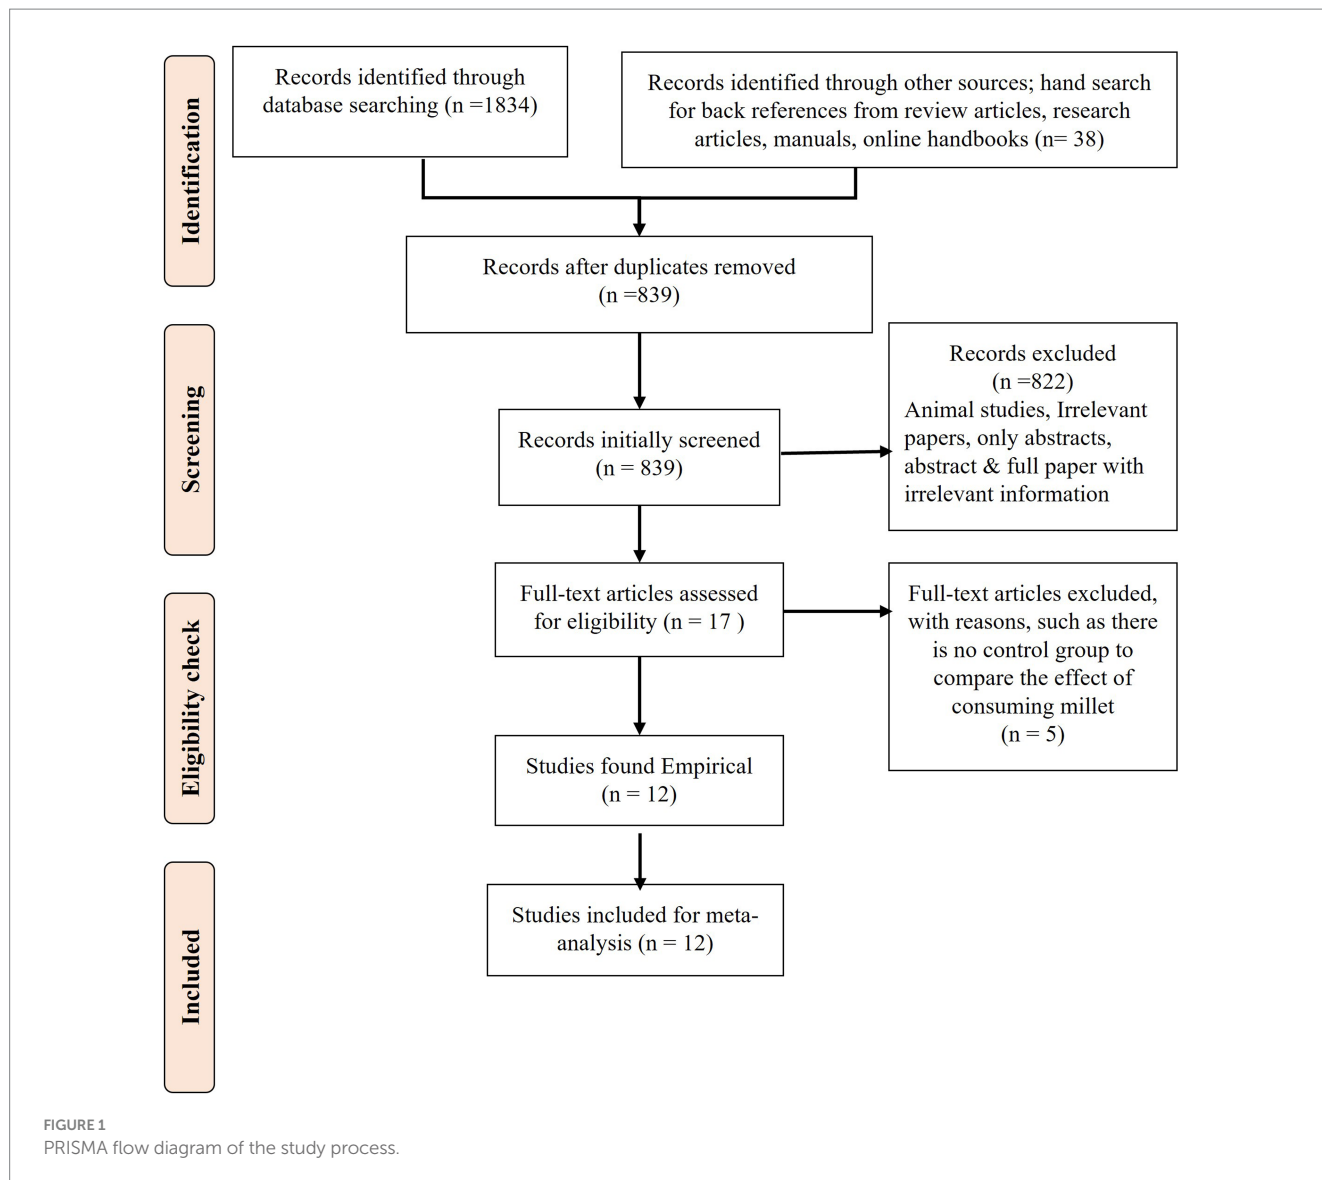 Identification
Records identified through
database searching (n =1834)
Records identified through other sources; hand search
for back references from review articles, research
articles, manuals, online handbooks (n= 38)
Records after duplicates removed
(n =839)
Screening
Records initially screened
(n = 839)
Records excluded
(n =822)
Animal studies, Irrelevant
papers, only abstracts,
abstract & full paper with
irrelevant information
Eligibility check
Full-text articles assessed
for eligibility (n = 17 )
Full-text articles excluded,
with reasons, such as there
is no control group to
compare the effect of
consuming millet
(n = 5)
Studies found Empirical
(n = 12)
Included
Studies included for meta-
analysis (n = 12)
FIGURE 1
PRISMA flow diagram of the study process.